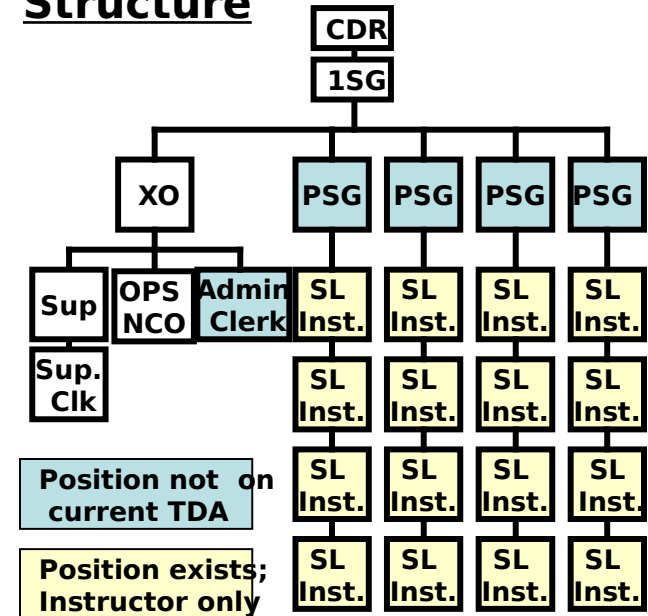 Structure
CDR
1SG
XO
PSG
PSG
PSG
PSG
Sup
OPS
NCO
Admin
Clerk
SL
Inst.
SL
Inst.
SL
Inst.
SL
Inst.
Sup.
Clk
SL
Inst.
SL
Inst.
SL
Inst.
SL
Inst.
SL
Inst.
SL
Inst.
SL
Inst.
SL
Inst.
SL
Inst.
SL
Inst.
SL
Inst.
SL
Inst.
Position not on
current TDA
Position exists;
Instructor only